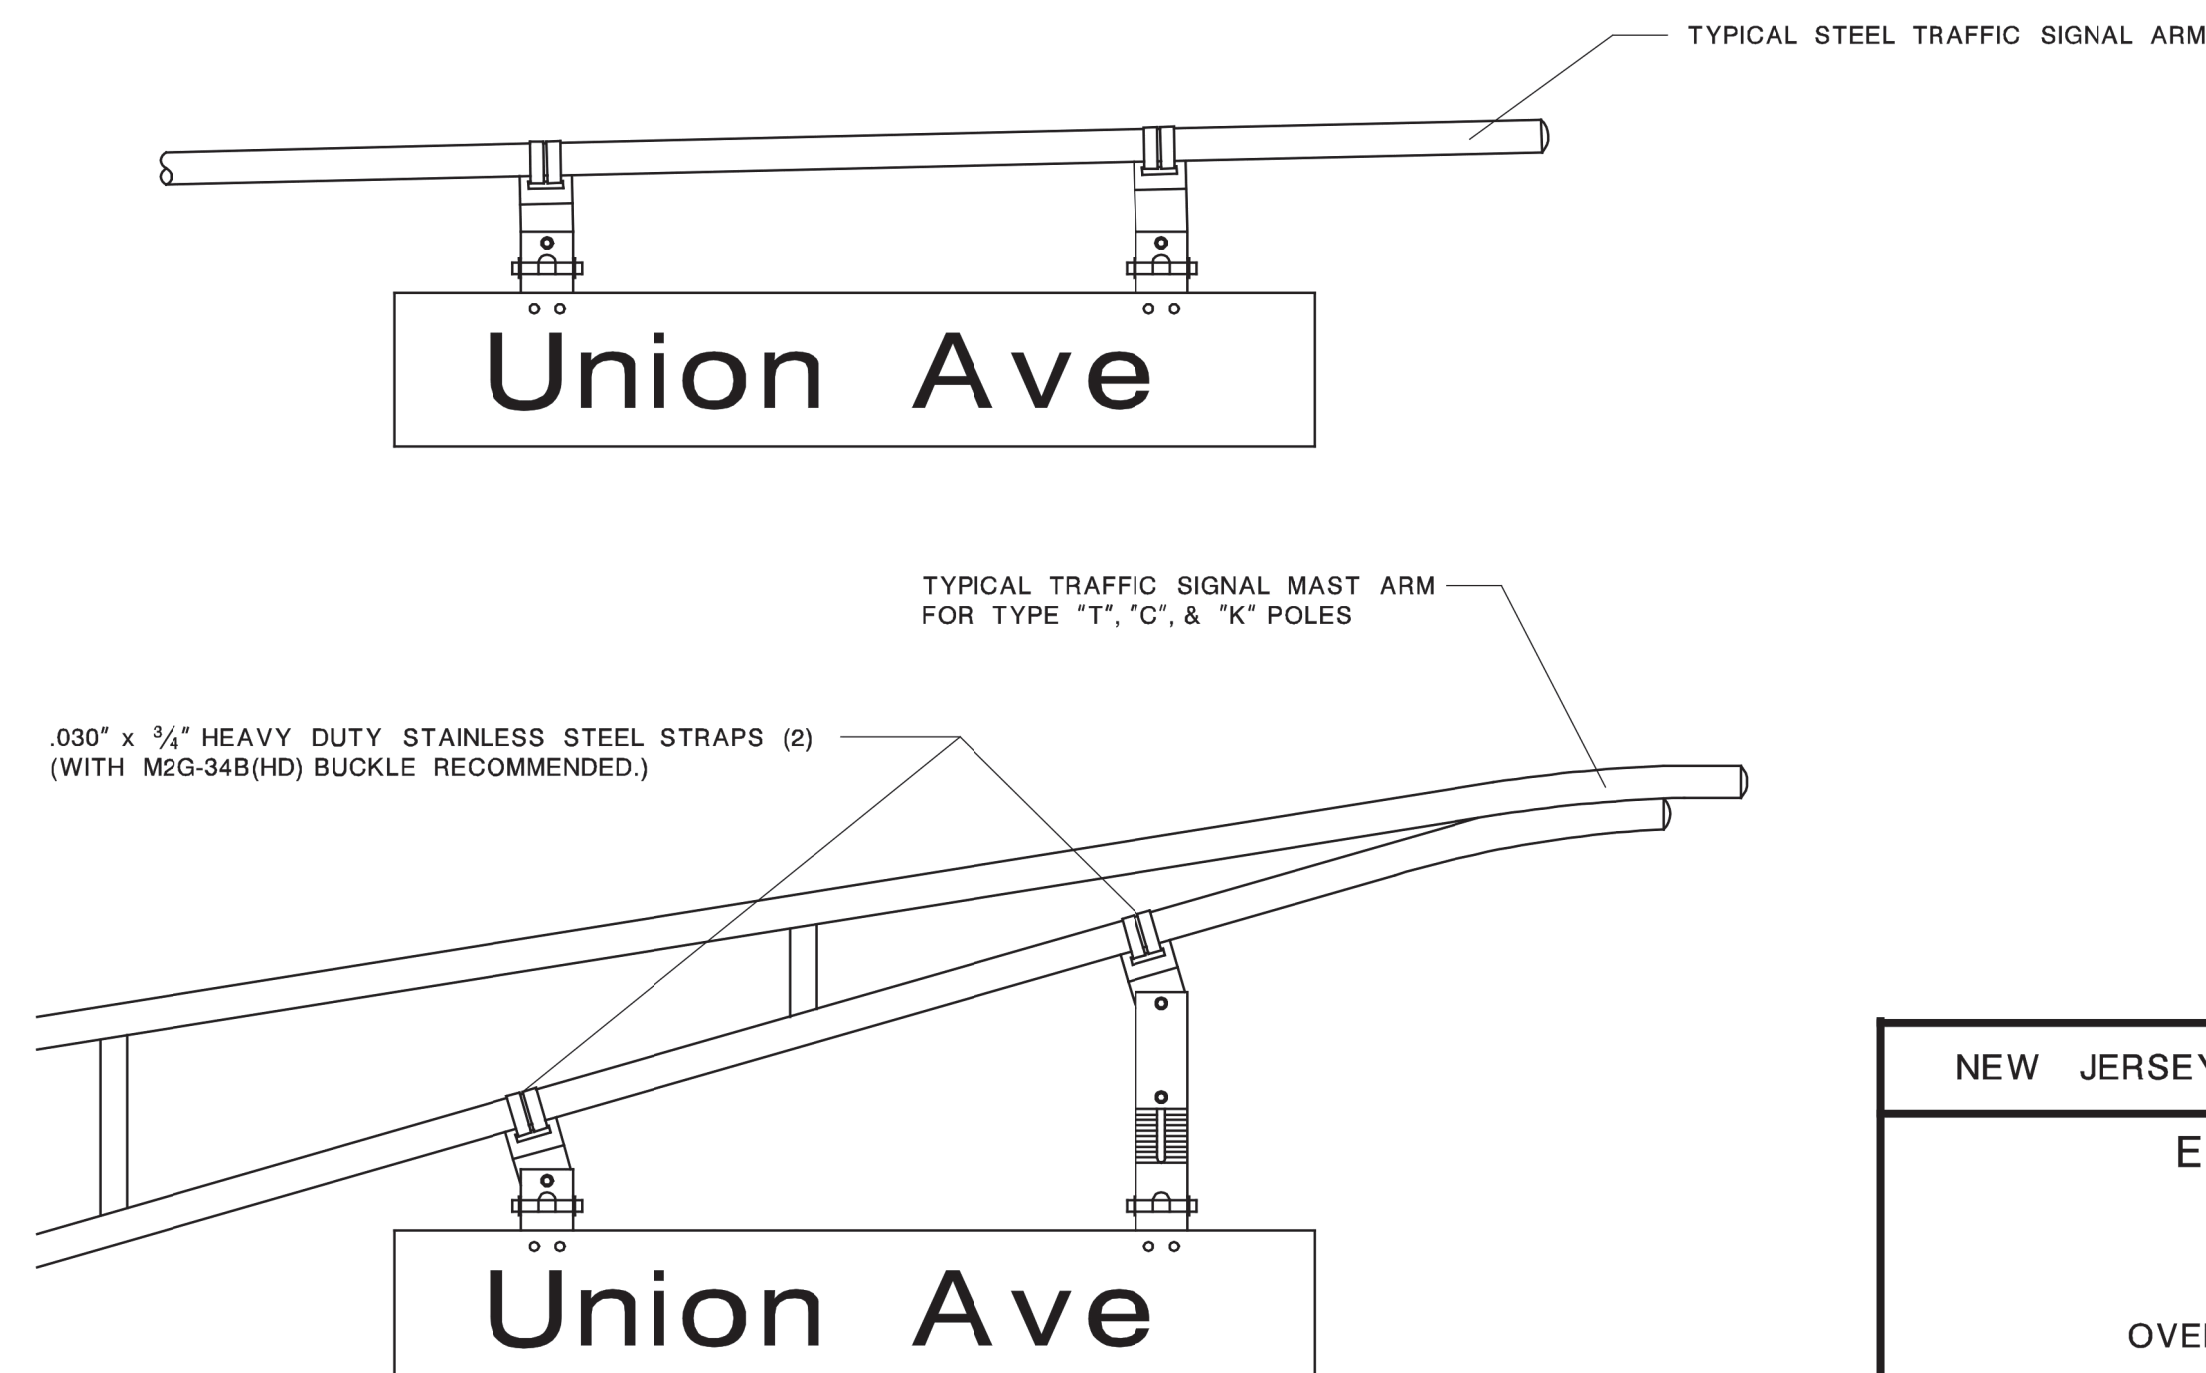 TYPICAL STEEL TRAFFIC SIGNAL ARM
Union Ave
TYPICAL TRAFFIC SIGNAL MAST ARM
FOR TYPE "T", "C", & "K" POLES
.030" x ¾" HEAVY DUTY STAINLESS STEEL STRAPS (2)
(WITH M2G-34B(HD) BUCKLE RECOMMENDED.)
Union Ave
NEW JERSEY
E
OVE